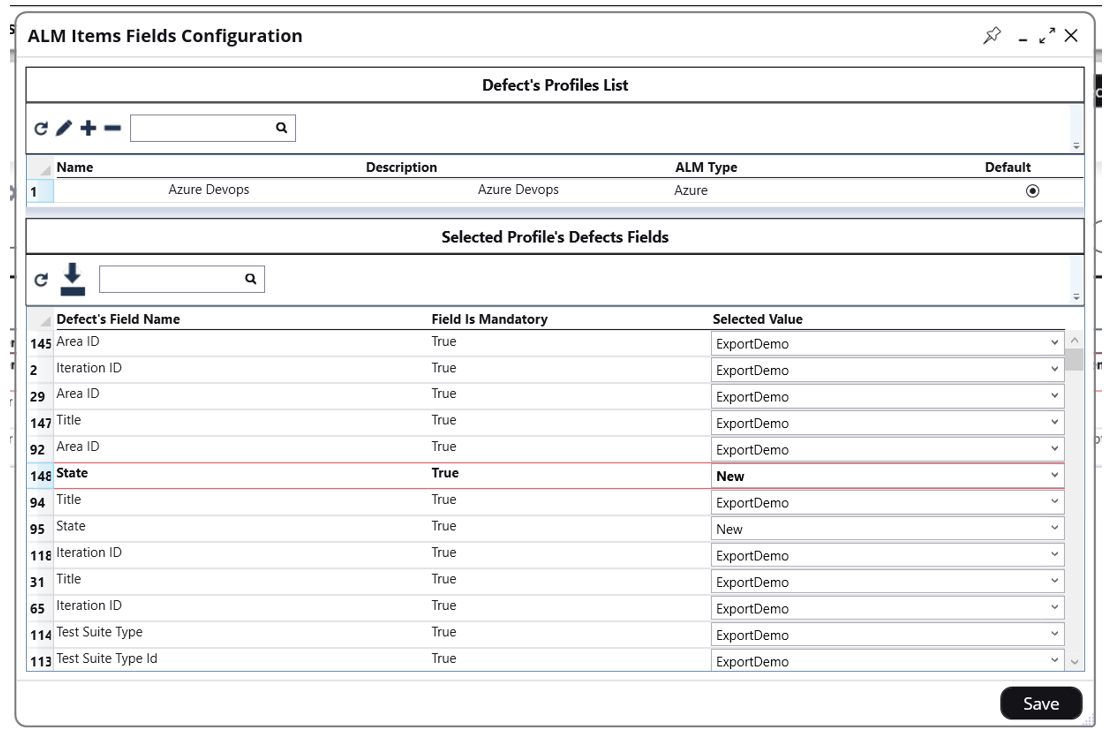 ALM Items Fields Configuration
Defect's Profiles List
Name Description ALM Type Default
1 Azure Devops Azure Devops Azure
Selected Profile's Defects Fields
Defect's Field Name Field Is Mandatory Selected Value
145 Area ID True ExportDemo
2 Iteration ID True ExportDemo
29 Area ID True ExportDemo
147 Title True ExportDemo
92 Area ID True ExportDemo
148 State True New
94 Title True ExportDemo
95 State True New
118 Iteration ID True ExportDemo
31 Title True ExportDemo
65 Iteration ID True ExportDemo
114 Test Suite Type True ExportDemo
113 Test Suite Type Id True ExportDemo
Save